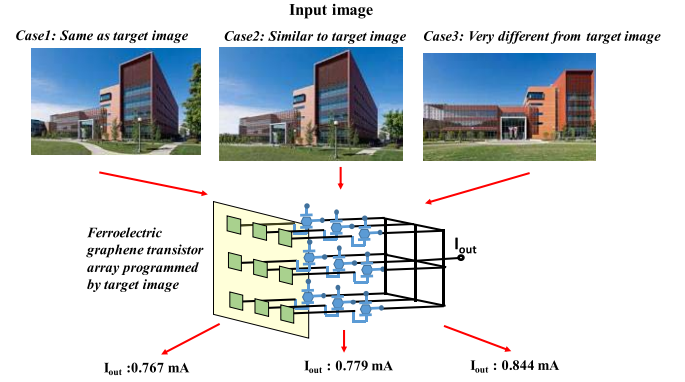 Input image
Case1: Same as target image
Case2: Similar to target image
Case3: Very different from target image
Ferroelectric
graphene transistor
array programmed
by target image
Iout
Iout :0.767 mA
Iout : 0.779 mA
Iout : 0.844 mA